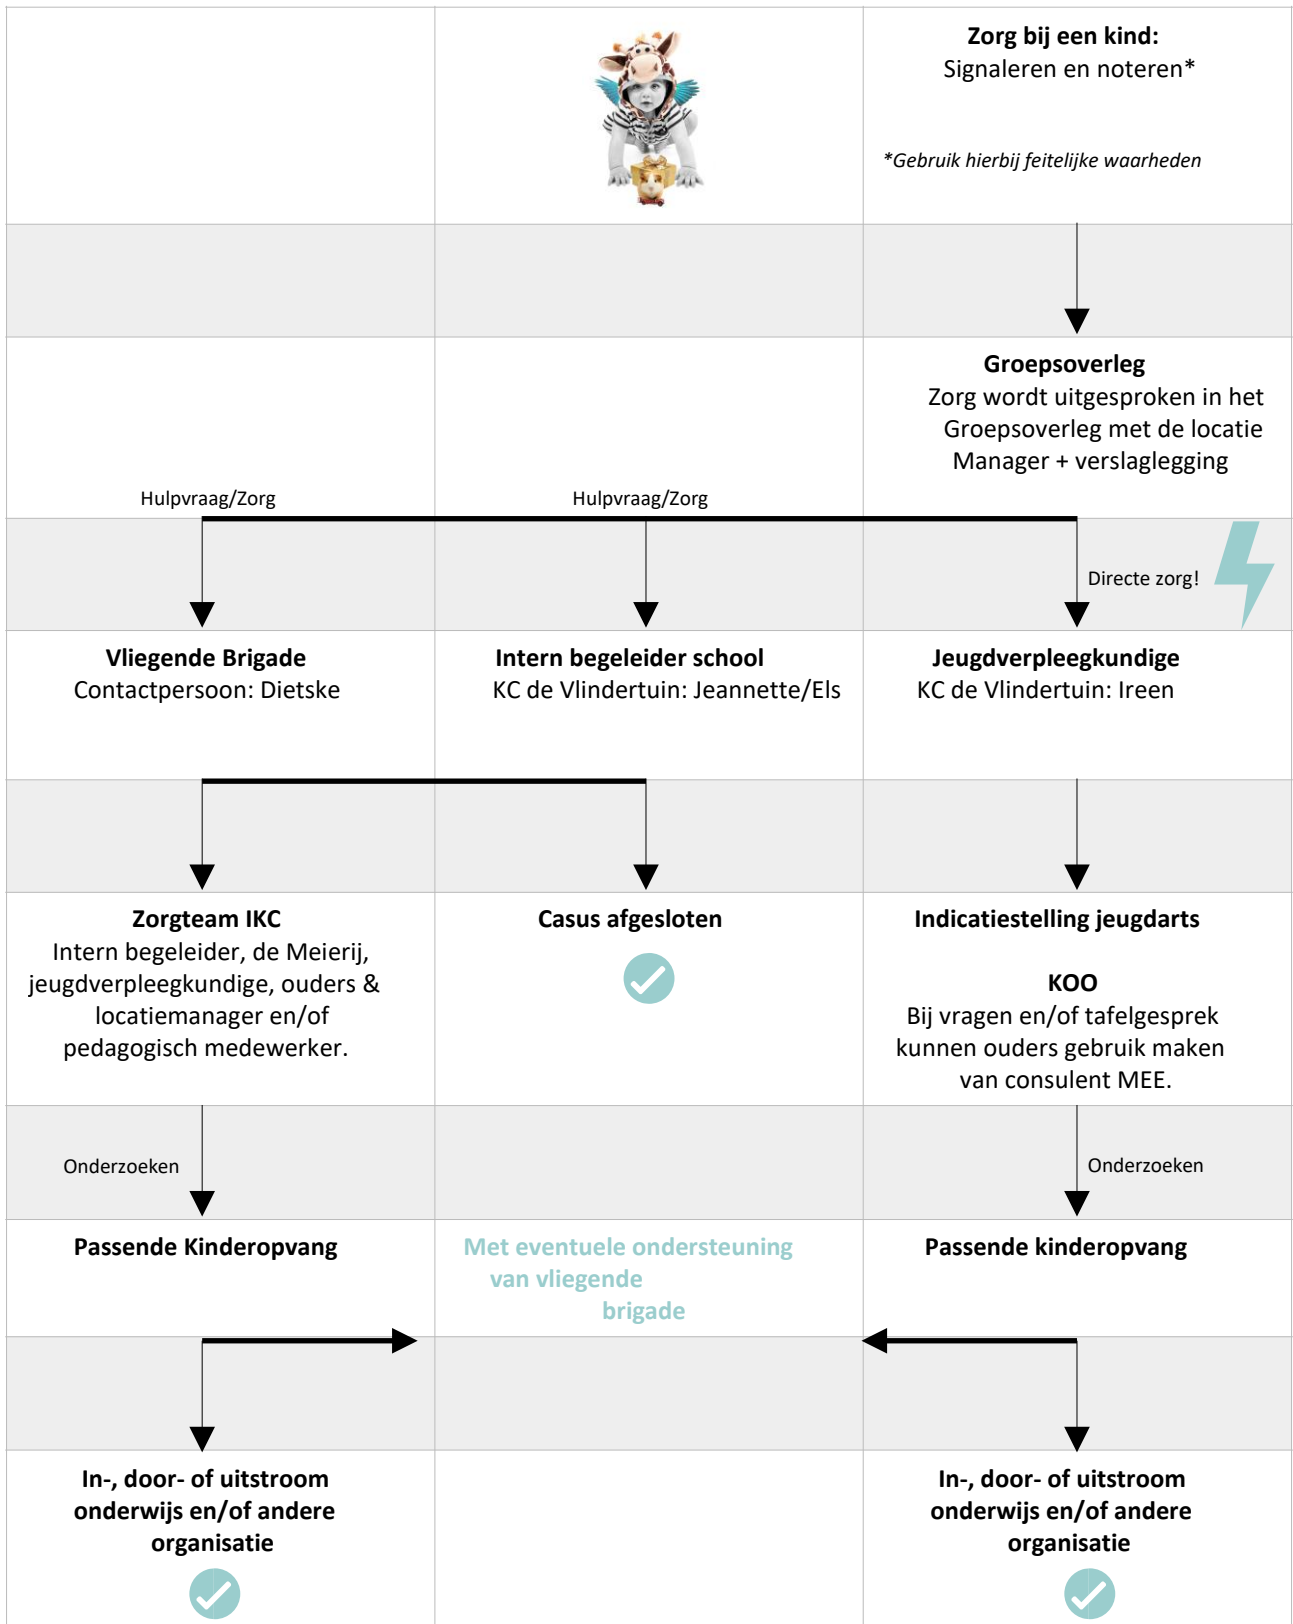 Zorg bij een kind:
Signaleren en noteren*
*Gebruik hierbij feitelijke waarheden
Groepsoverleg
Zorg wordt uitgesproken in het
Groepsoverleg met de locatie
Manager + verslaglegging
Hulpvraag/Zorg
Hulpvraag/Zorg
Directe zorg!
Vliegende Brigade
Contactpersoon: Dietske
Intern begeleider school
KC de Vlindertuin: Jeannette/Els
Jeugdverpleegkundige
KC de Vlindertuin: Ireen
Zorgteam IKC
Intern begeleider, de Meierij,
jeugdverpleegkundige, ouders &
locatiemanager en/of
pedagogisch medewerker.
Casus afgesloten
Indicatiestelling jeugdarts
KOO
Bij vragen en/of tafelgesprek
kunnen ouders gebruik maken
van consulent MEE.
Onderzoeken
Onderzoeken
Passende Kinderopvang
Met eventuele ondersteuning
van vliegende
brigade
Passende kinderopvang
In-, door- of uitstroom
onderwijs en/of andere
organisatie
In-, door- of uitstroom
onderwijs en/of andere
organisatie